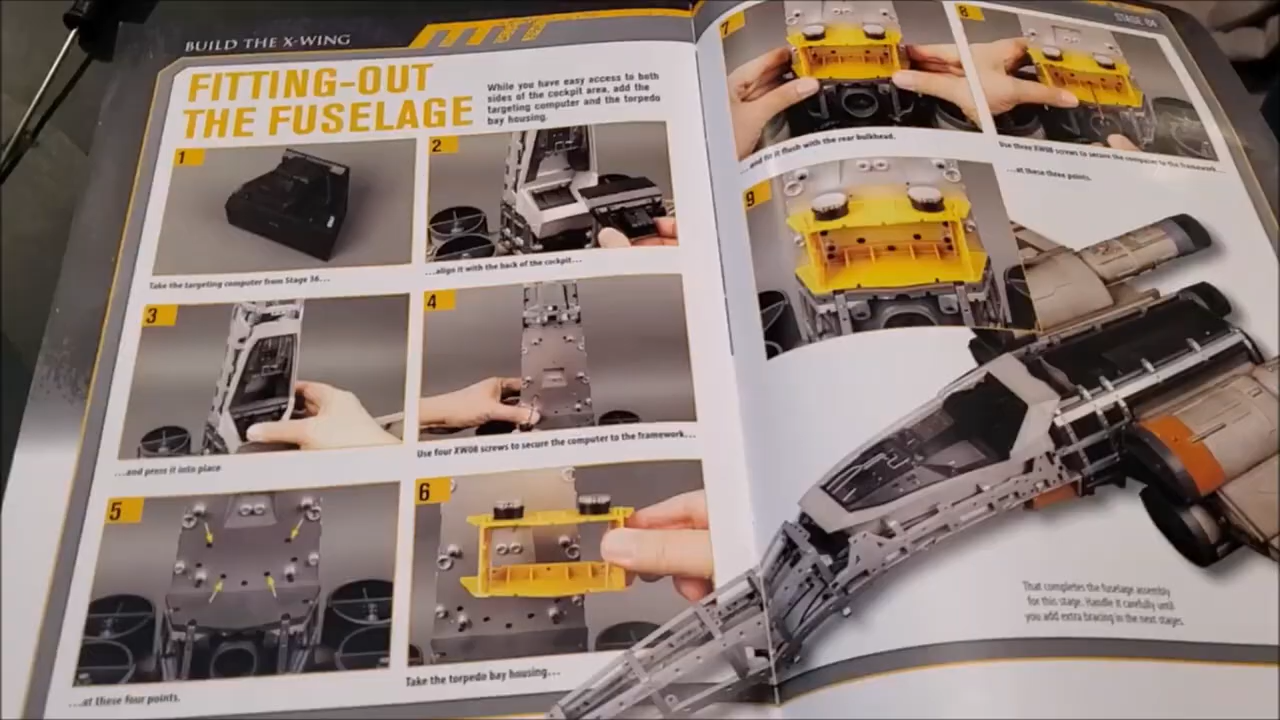 BUILD THE X-WING
FITTING-OUT
THE FUSELAGE
While you have easy access to both
sides of the cockpit area, add the
targeting computer and the torpedo
bay housing.
1
Take the targeting computer from Stage 36...
2
...align it with the back of the cockpit...
3
...and press it into place
4
Use four XW08 screws to secure the computer to the framework...
5
...at these four points.
6
Take the torpedo bay housing...
STAGE
7
...and fix it flush with the rear bulkhead.
8
Use three XW08 screws to secure the computer to the framework...
9
...at these three points.
That completes the fuselage assembly
for this stage. Handle it carefully until
you add extra bracing in the next stages.